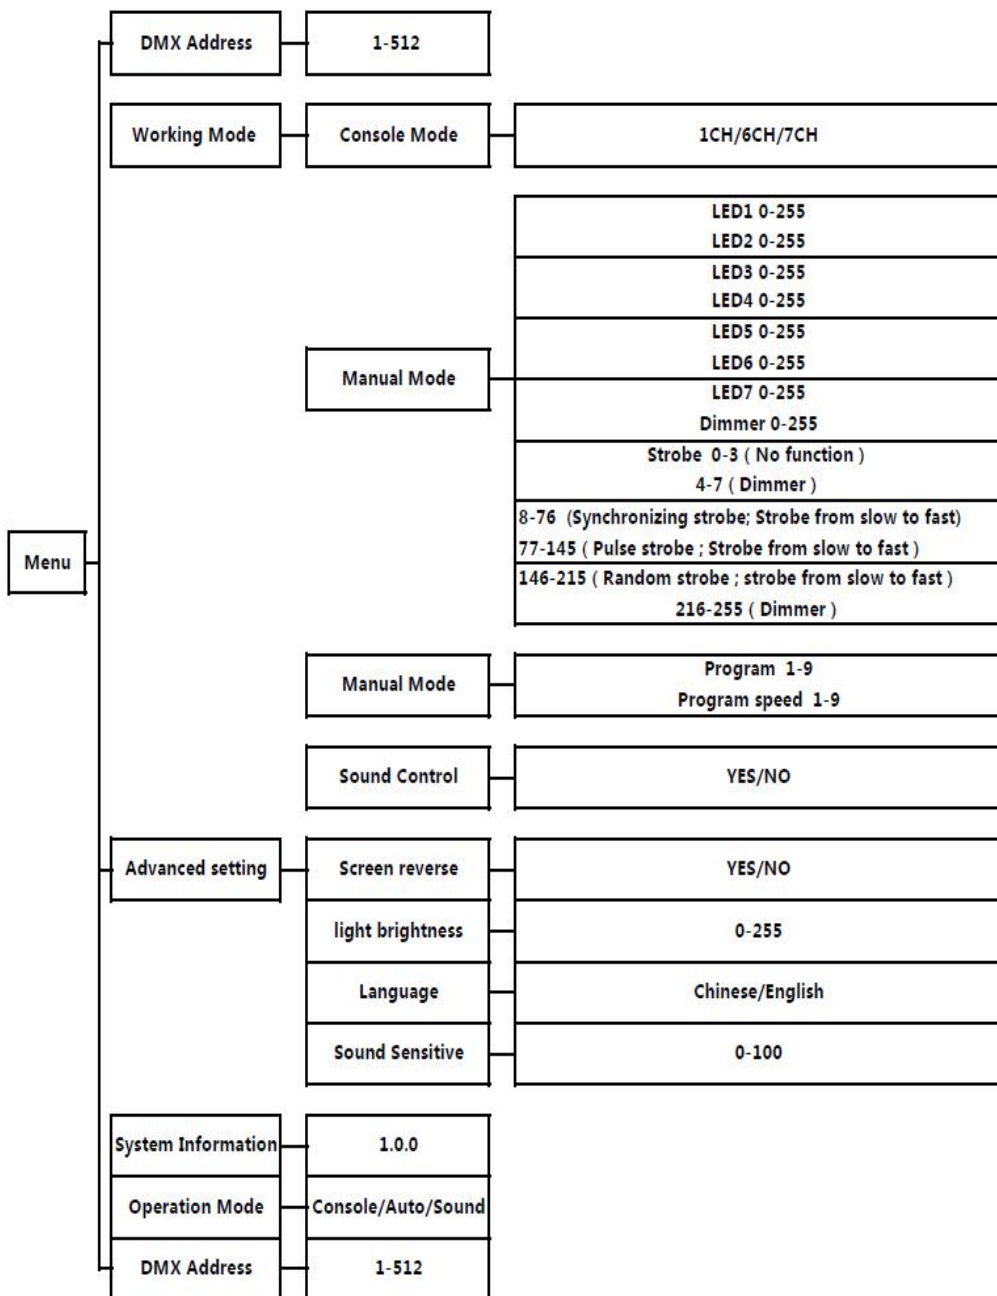 DMX Address
1-512
Working Mode
Console Mode
1CH/6CH/7CH
LED1 0-255
LED2 0-255
LED3 0-255
LED4 0-255
LED5 0-255
LED6 0-255
Manual Mode
LED7 0-255
Dimmer 0-255
Strobe 0-3 ( No function )
4-7 ( Dimmer )
8-76 (Synchronizing strobe; Strobe from slow to fast)
77-145 ( Pulse strobe ; Strobe from slow to fast )
146-215 ( Random strobe ; strobe from slow to fast )
216-255 ( Dimmer )
Menu
Manual Mode
Program 1-9
Program speed 1-9
Sound Control
YES/NO
Advanced setting
Screen reverse
YES/NO
light brightness
0-255
Language
Chinese/English
Sound Sensitive
0-100
System Information
1.0.0
Operation Mode
Console/Auto/Sound
DMX Address
1-512